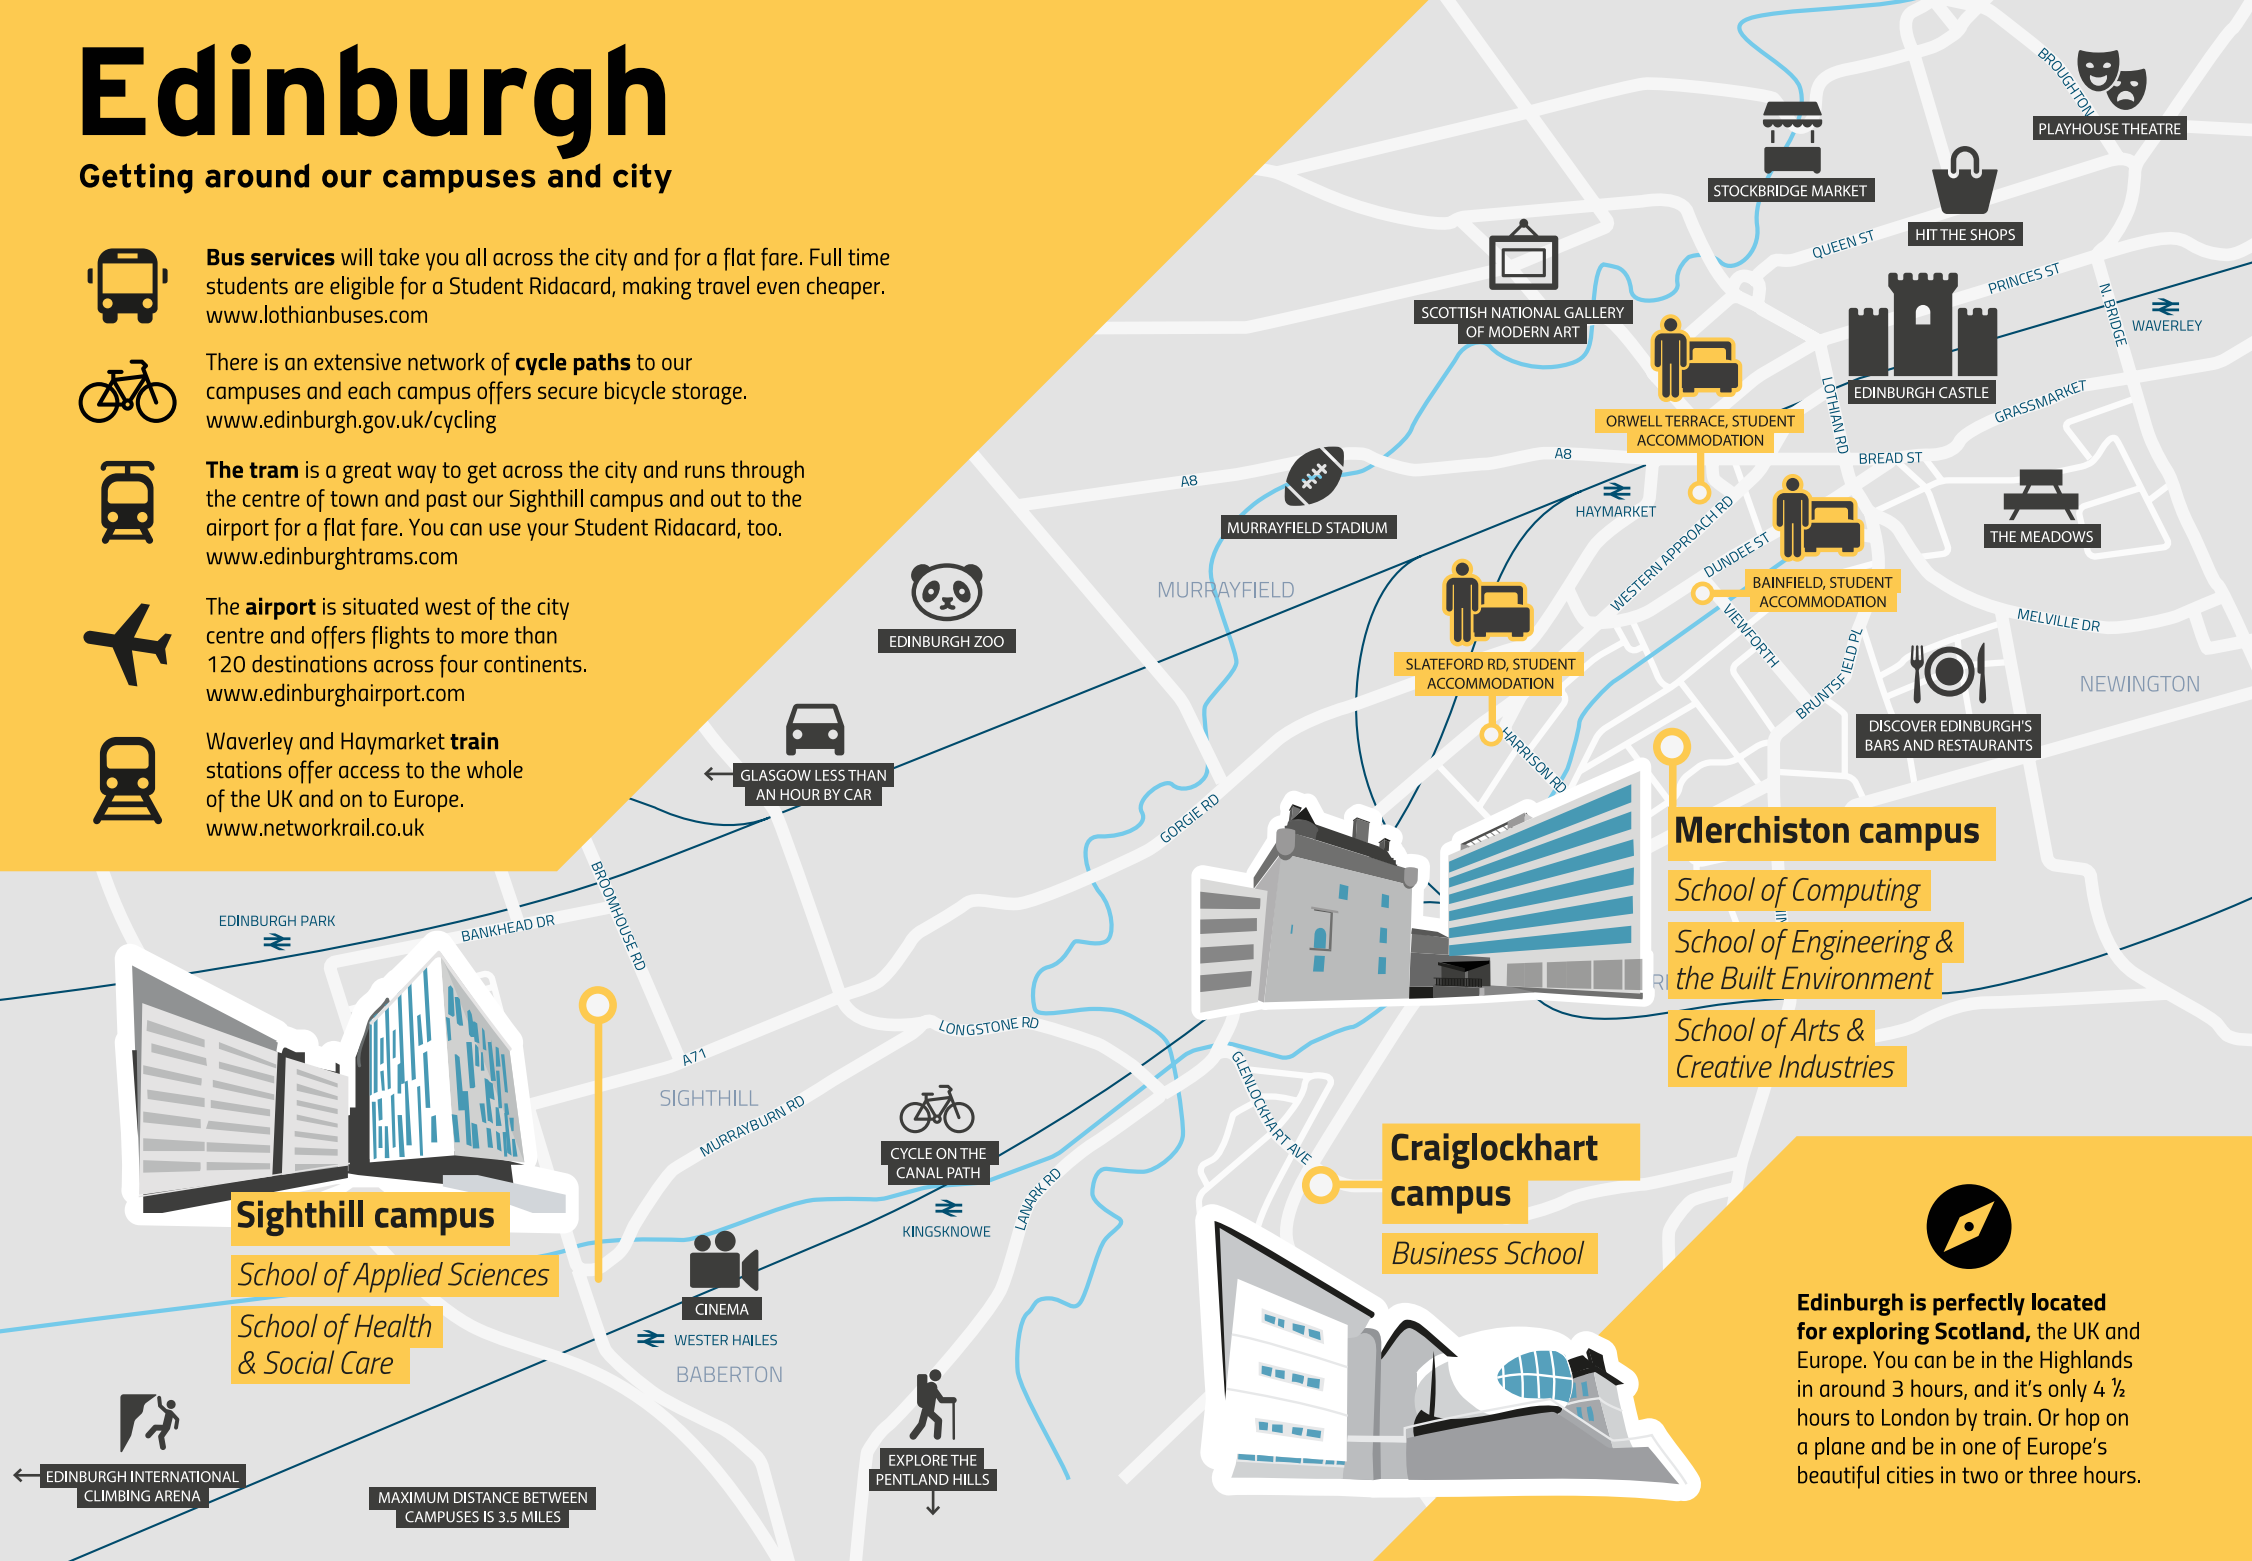 Edinburgh
Getting around our campuses and city
Bus services will take you all across the city and for a flat fare. Full time
students are eligible for a Student Ridacard, making travel even cheaper.
www.lothianbuses.com
There is an extensive network of cycle paths to our
campuses and each campus offers secure bicycle storage.
www.edinburgh.gov.uk/cycling
The tram is a great way to get across the city and runs through
the centre of town and past our Sighthill campus and out to the
airport for a flat fare. You can use your Student Ridacard, too.
www.edinburghtrams.com
The airport is situated west of the city
centre and offers flights to more than
120 destinations across four continents.
www.edinburghairport.com
Waverley and Haymarket train
stations offer access to the whole
of the UK and on to Europe.
www.networkrail.co.uk
BROUGHTON
PLAYHOUSE THEATRE
STOCKBRIDGE MARKET
HIT THE SHOPS
QUEEN ST
PRINCES ST
N. BRIDGE
WAVERLEY
SCOTTISH NATIONAL GALLERY
OF MODERN ART
EDINBURGH CASTLE
LOTHIAN RD
GRASSMARKET
ORWELL TERRACE, STUDENT
ACCOMMODATION
A8
BREAD ST
A8
HAYMARKET
MURRAYFIELD STADIUM
THE MEADOWS
WESTERN APPROACH RD
DUNDEE ST
BAINFIELD, STUDENT
ACCOMMODATION
MURRAYFIELD
EDINBURGH ZOO
VIEWFORTH
MELVILLE DR
BRUNTSFIELD PL
SLATEFORD RD, STUDENT
ACCOMMODATION
NEWINGTON
DISCOVER EDINBURGH'S
BARS AND RESTAURANTS
HARRISON RD
GLASGOW LESS THAN
AN HOUR BY CAR
GORGIE RD
Merchiston campus
School of Computing
School of Engineering &
the Built Environment
School of Arts &
Creative Industries
EDINBURGH PARK
BANKHEAD DR
BROOMHOUSE RD
LONGSTONE RD
A71
SIGHTHILL
MURRAYBURN RD
GLENLOCKHART AVE
CYCLE ON THE
CANAL PATH
KINGSKNOWE
LANARK RD
Craiglockhart
campus
Business School
Sighthill campus
School of Applied Sciences
School of Health
& Social Care
CINEMA
WESTER HAILES
BABERTON
EDINBURGH INTERNATIONAL
CLIMBING ARENA
MAXIMUM DISTANCE BETWEEN
CAMPUSES IS 3.5 MILES
EXPLORE THE
PENTLAND HILLS
Edinburgh is perfectly located
for exploring Scotland, the UK and
Europe. You can be in the Highlands
in around 3 hours, and it's only 4 ½
hours to London by train. Or hop on
a plane and be in one of Europe's
beautiful cities in two or three hours.